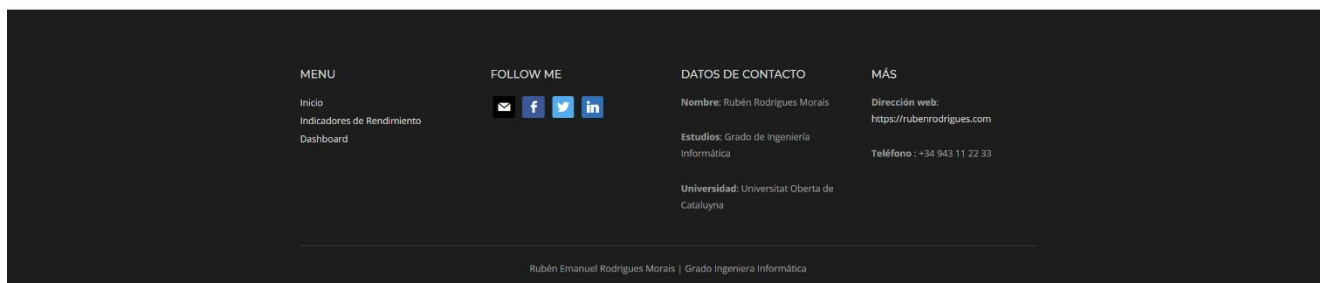 MENU
Inicio
Indicadores de Rendimiento
Dashboard
FOLLOW ME
f
in
DATOS DE CONTACTO
Nombre: Rubén Rodrigues Morais
Estudios: Grado de Ingeniería
Informática
Universidad: Universitat Oberta de
Cataluyna
MÁS
Dirección web:
https://rubenrodrigues.com
Teléfono : +34 943 11 22 33
Rubén Emanuel Rodrigues Morais | Grado Ingeniera Informática